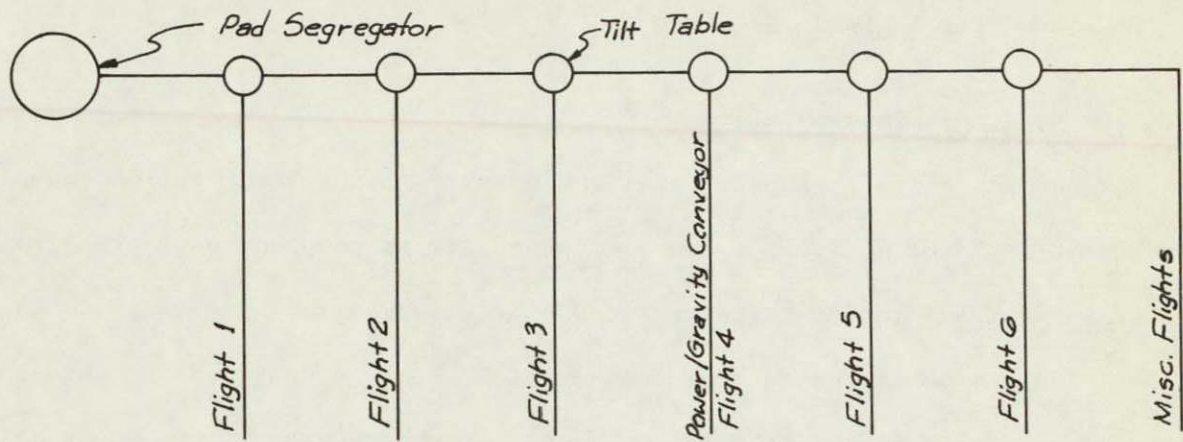 Pad Segregator
Tilt Table
Flight 1
Flight 2
Flight 3
Power/Gravity Conveyor
Flight 4
Flight 5
Flight 6
Misc. Flights